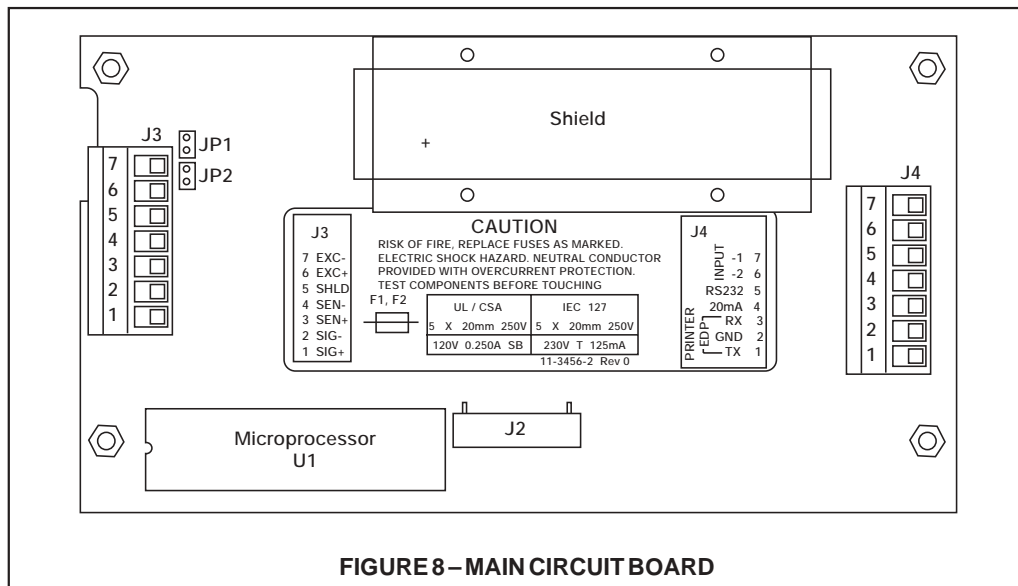 Shield
+
J3
JP1
JP2
7
6
5
4
3
2
1
J4
7
6
5
4
3
2
1
J3
7 EXC-
6 EXC+
5 SHLD
4 SEN-
3 SEN+
2 SIG-
1 SIG+
CAUTION
RISK OF FIRE, REPLACE FUSES AS MARKED.
ELECTRIC SHOCK HAZARD. NEUTRAL CONDUCTOR
PROVIDED WITH OVERCURRENT PROTECTION.
TEST COMPONENTS BEFORE TOUCHING
F1, F2
UL / CSA IEC 127
5 X 20mm 250V 5 X 20mm 250V
120V 0.250A SB 230V T 125mA
11-3456-2 Rev 0
J4
INPUT
-1 7
-2 6
RS232 5
20mA 4
RX 3
GND 2
TX 1
PRINTER
EDP
Microprocessor
U1
J2
FIGURE 8 – MAIN CIRCUIT BOARD